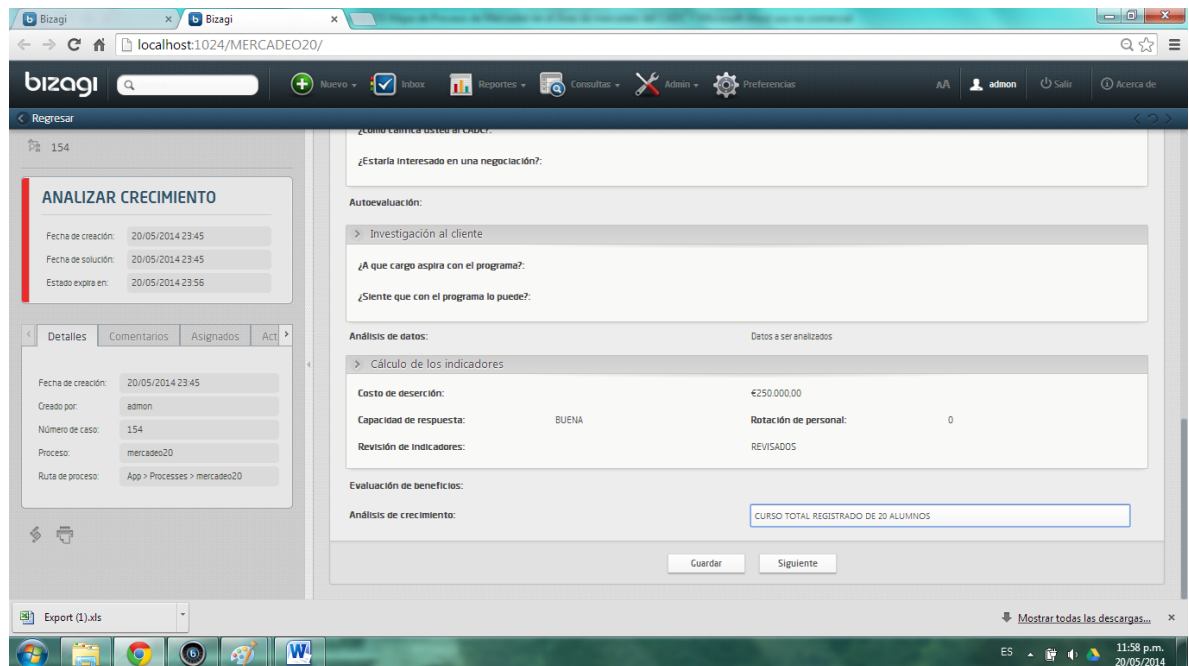 Bizagi
Bizagi
localhost:1024/MERCADEO20/
bizagi
Nuevo
Inbox
Reportes
Consultas
Admin
Preferencias
AA
admon
Salir
Acerca de
Regresar
154
ANALIZAR CRECIMIENTO
Fecha de creación: 20/05/2014 23:45
Fecha de solución: 20/05/2014 23:45
Estado expira en: 20/05/2014 23:56
Detalles Comentarios Asignados Act
Fecha de creación: 20/05/2014 23:45
Creado por: admon
Número de caso: 154
Proceso: mercadeo20
Ruta de proceso: App > Processes > mercadeo20
¿Como califica usted al CADC?:
¿Estaría interesado en una negociación?:
Autoevaluación:
> Investigación al cliente
¿A que cargo aspira con el programa?:
¿Siente que con el programa lo puede?:
Análisis de datos: Datos a ser analizados
> Cálculo de los indicadores
Costo de deserción: €250.000,00
Capacidad de respuesta: BUENA Rotación de personal: 0
Revisión de indicadores: REVISADOS
Evaluación de beneficios:
Análisis de crecimiento: CURSO TOTAL REGISTRADO DE 20 ALUMNOS
Guardar Siguiente
Export (1).xls
Mostrar todas las descargas...
ES
11:58 p.m.
20/05/2014